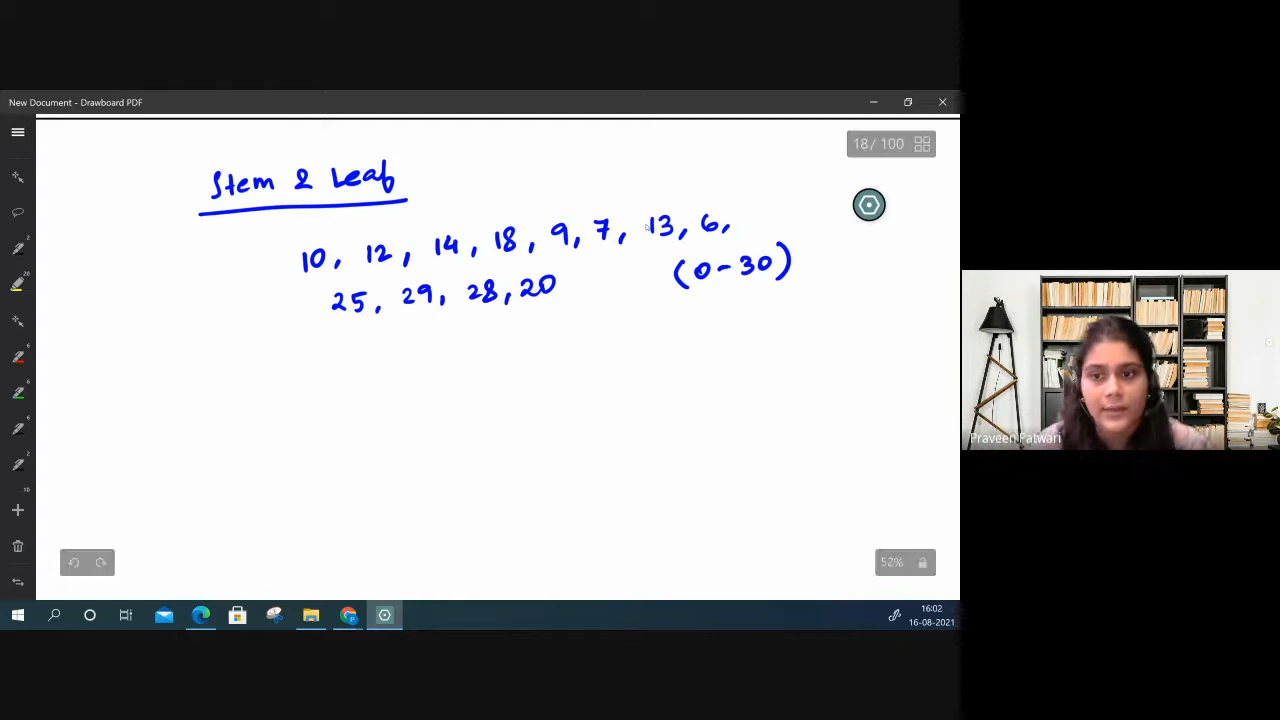 New Document - Drawboard PDF
18 / 100
Stem & Leaf
10, 12, 14, 18, 9, 7, 13, 6,
25, 29, 28, 20 (0-30)
Praveen Patwari
52%
16:02
16-08-2021